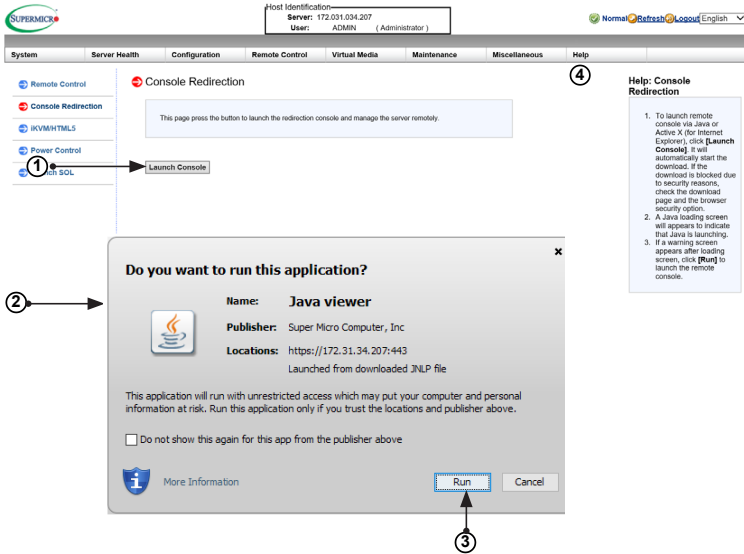 SUPERMICR
Host Identification
Server: 172.031.034.207
User: ADMIN ( Administrator )
Normal Refresh Logout English
System Server Health Configuration Remote Control Virtual Media Maintenance Miscellaneous Help
4
Remote Control
Console Redirection
iKVM/HTML5
Power Control
1
nch SOL
Console Redirection
This page press the button to launch the redirection console and manage the server remotely.
Launch Console
Help: Console
Redirection
1. To launch remote
console via Java or
Active X (for Internet
Explorer), click [Launch
Console]. It will
automatically start the
download. If the
download is blocked due
to security reasons,
check the download
page and the browser
security option.
2. A Java loading screen
will appears to indicate
that Java is launching.
3. If a warning screen
appears after loading
screen, click [Run] to
launch the remote
console.
2
Do you want to run this application?
Name: Java viewer
Publisher: Super Micro Computer, Inc
Locations: https://172.31.34.207:443
Launched from downloaded JNLP file
This application will run with unrestricted access which may put your computer and personal
information at risk. Run this application only if you trust the locations and publisher above.
Do not show this again for this app from the publisher above
More Information
Run Cancel
3